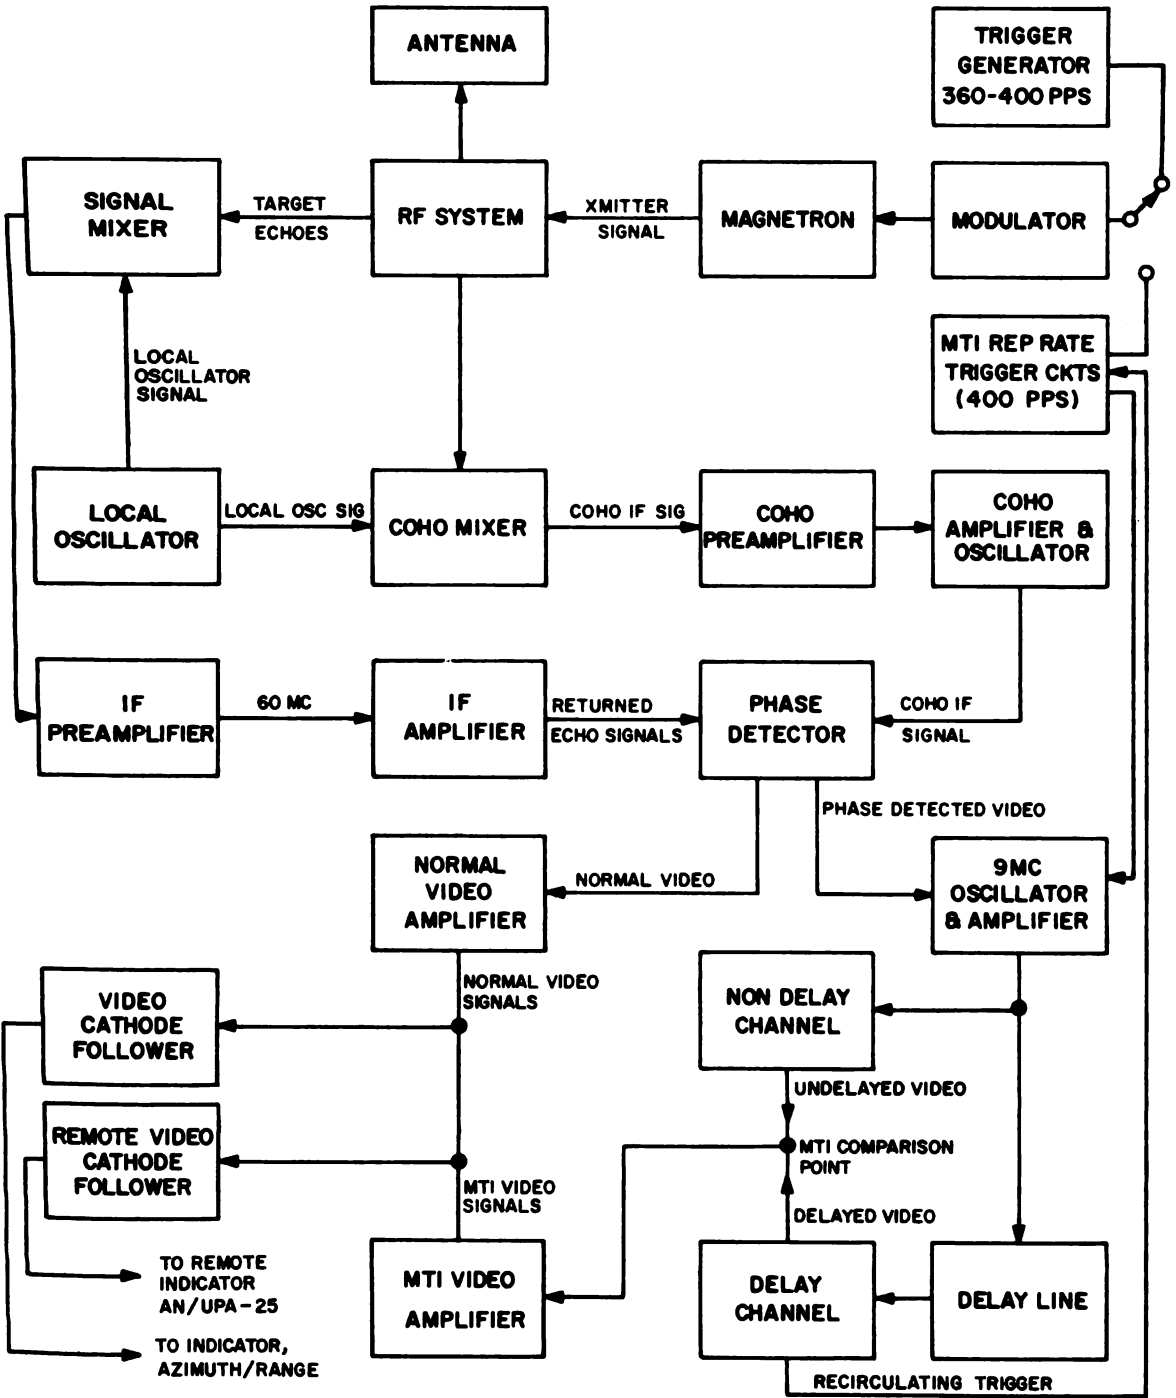 ANTENNA
TRIGGER
GENERATOR
360-400 PPS
SIGNAL
MIXER
TARGET
ECHOES
RF SYSTEM
XMITTER
SIGNAL
MAGNETRON
MODULATOR
LOCAL
OSCILLATOR
SIGNAL
MTI REP RATE
TRIGGER CKTS
(400 PPS)
LOCAL
OSCILLATOR
LOCAL OSC SIG
COHO MIXER
COHO IF SIG
COHO
PREAMPLIFIER
COHO
AMPLIFIER &
OSCILLATOR
IF
PREAMPLIFIER
60 MC
IF
AMPLIFIER
RETURNED
ECHO SIGNALS
PHASE
DETECTOR
COHO IF
SIGNAL
PHASE DETECTED VIDEO
NORMAL
VIDEO
AMPLIFIER
NORMAL VIDEO
9MC
OSCILLATOR
& AMPLIFIER
NORMAL VIDEO
SIGNALS
VIDEO
CATHODE
FOLLOWER
NON DELAY
CHANNEL
UNDELAYED VIDEO
REMOTE VIDEO
CATHODE
FOLLOWER
MTI COMPARISON
POINT
MTI VIDEO
SIGNALS
DELAYED VIDEO
TO REMOTE
INDICATOR
AN/UPA-25
MTI VIDEO
AMPLIFIER
DELAY
CHANNEL
DELAY LINE
TO INDICATOR,
AZIMUTH/RANGE
RECIRCULATING TRIGGER